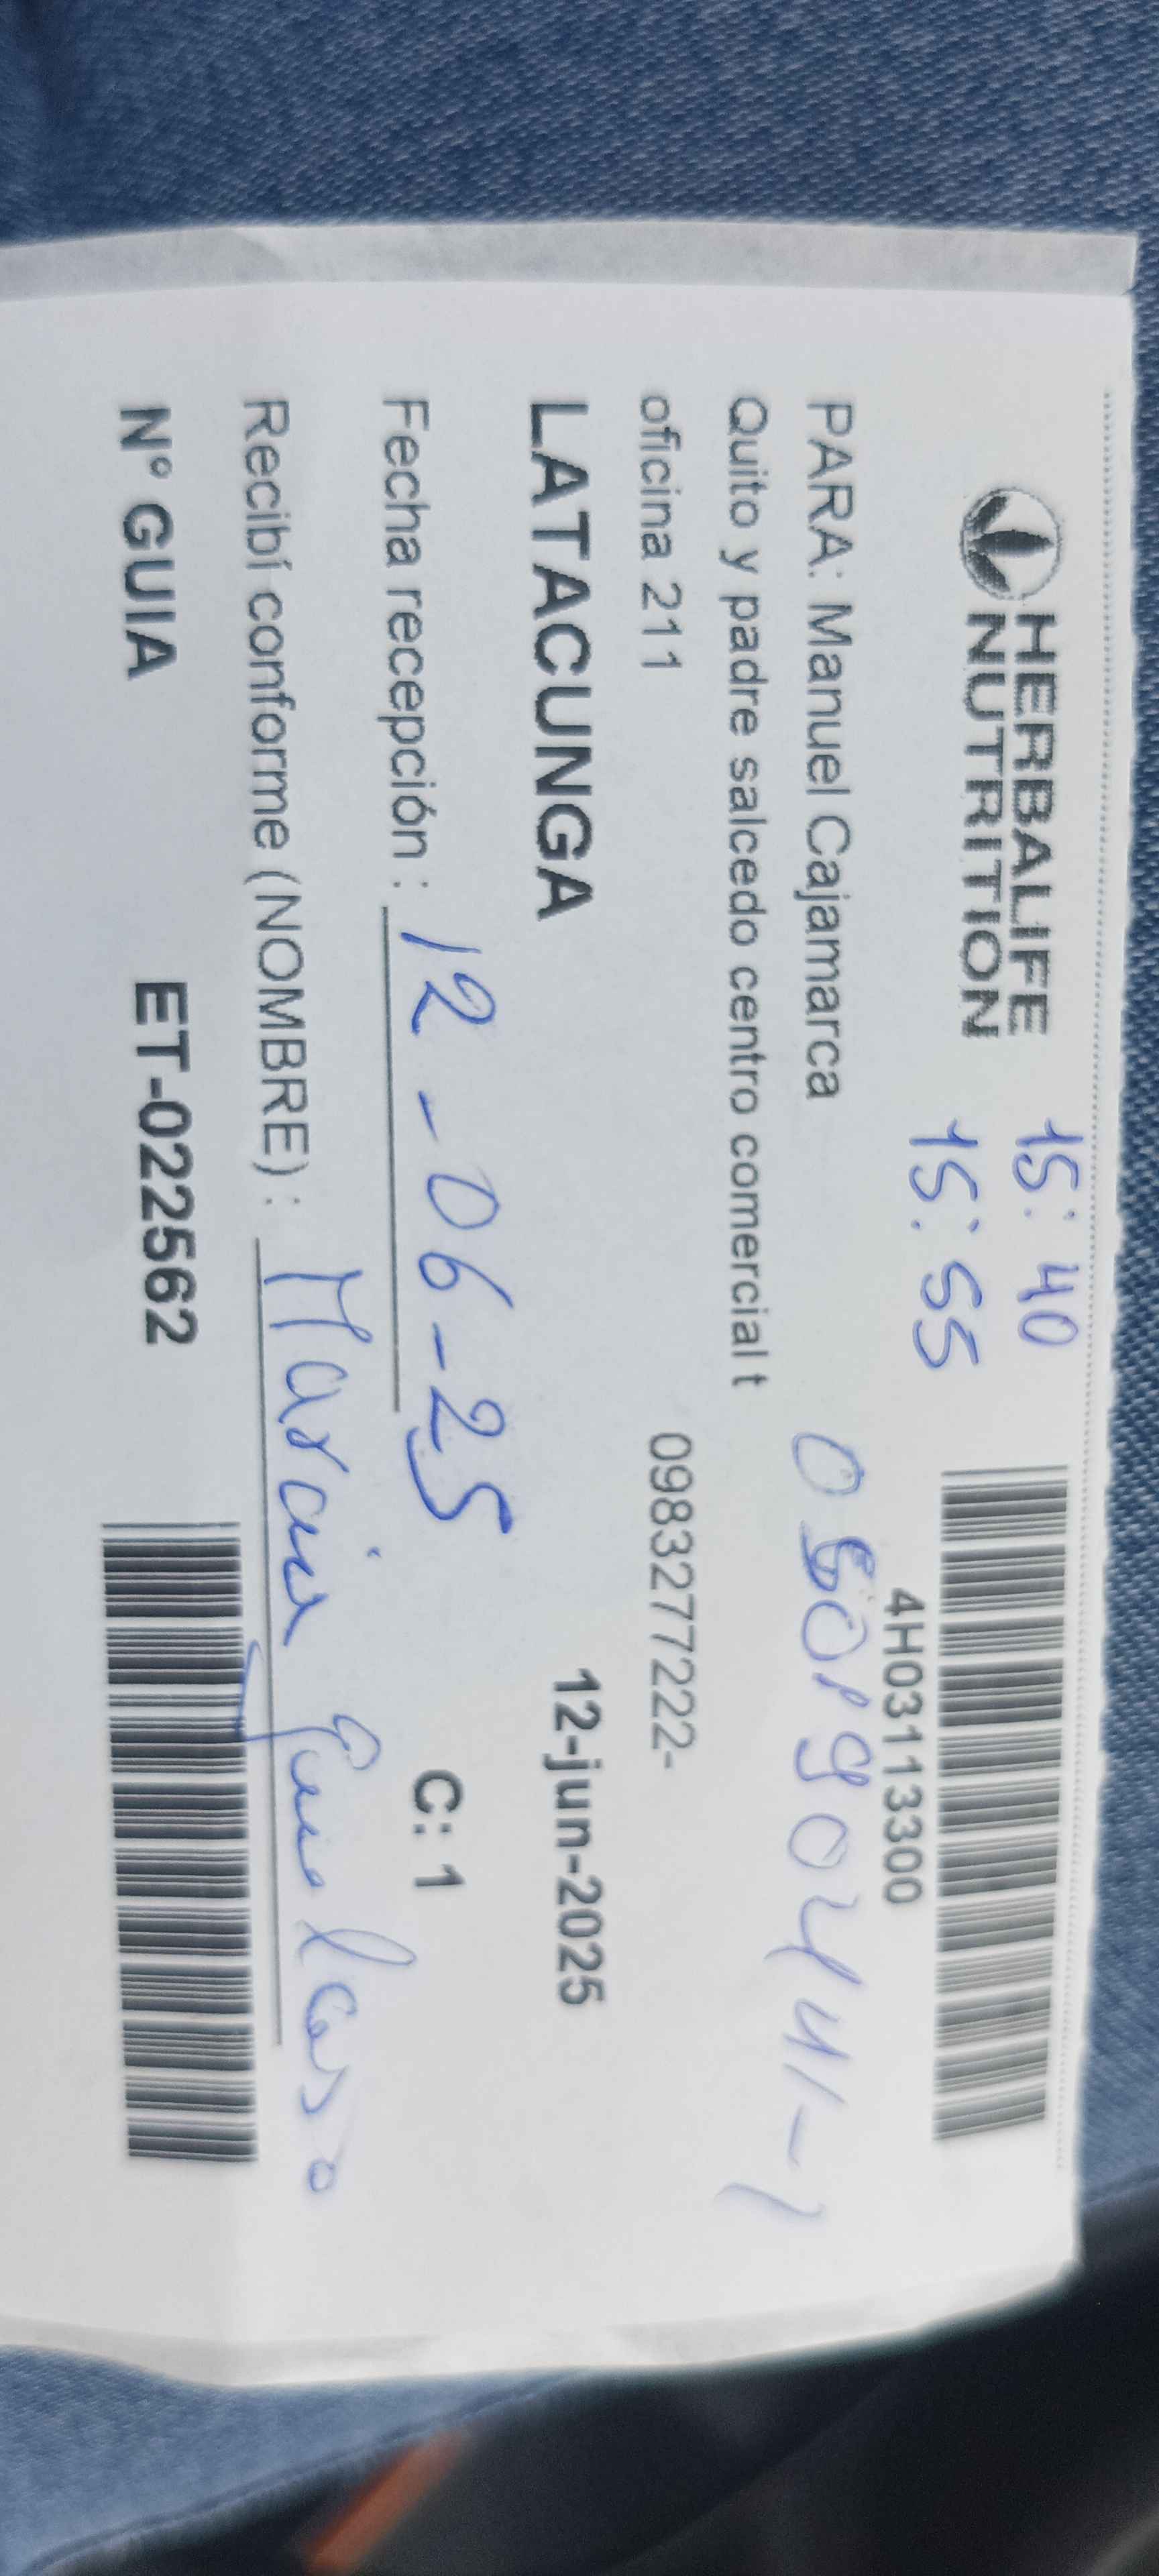 HERBALIFE
NUTRITION
15:40
15:55
4H03113300
PARA: Manuel Cajamarca
Quito y padre salcedo centro comercial t
oficina 211
0983277222-
LATACUNGA
12-jun-2025
Fecha recepción : 12-06-25
C: 1
Recibí conforme (NOMBRE) :
N° GUIA
ET-022562